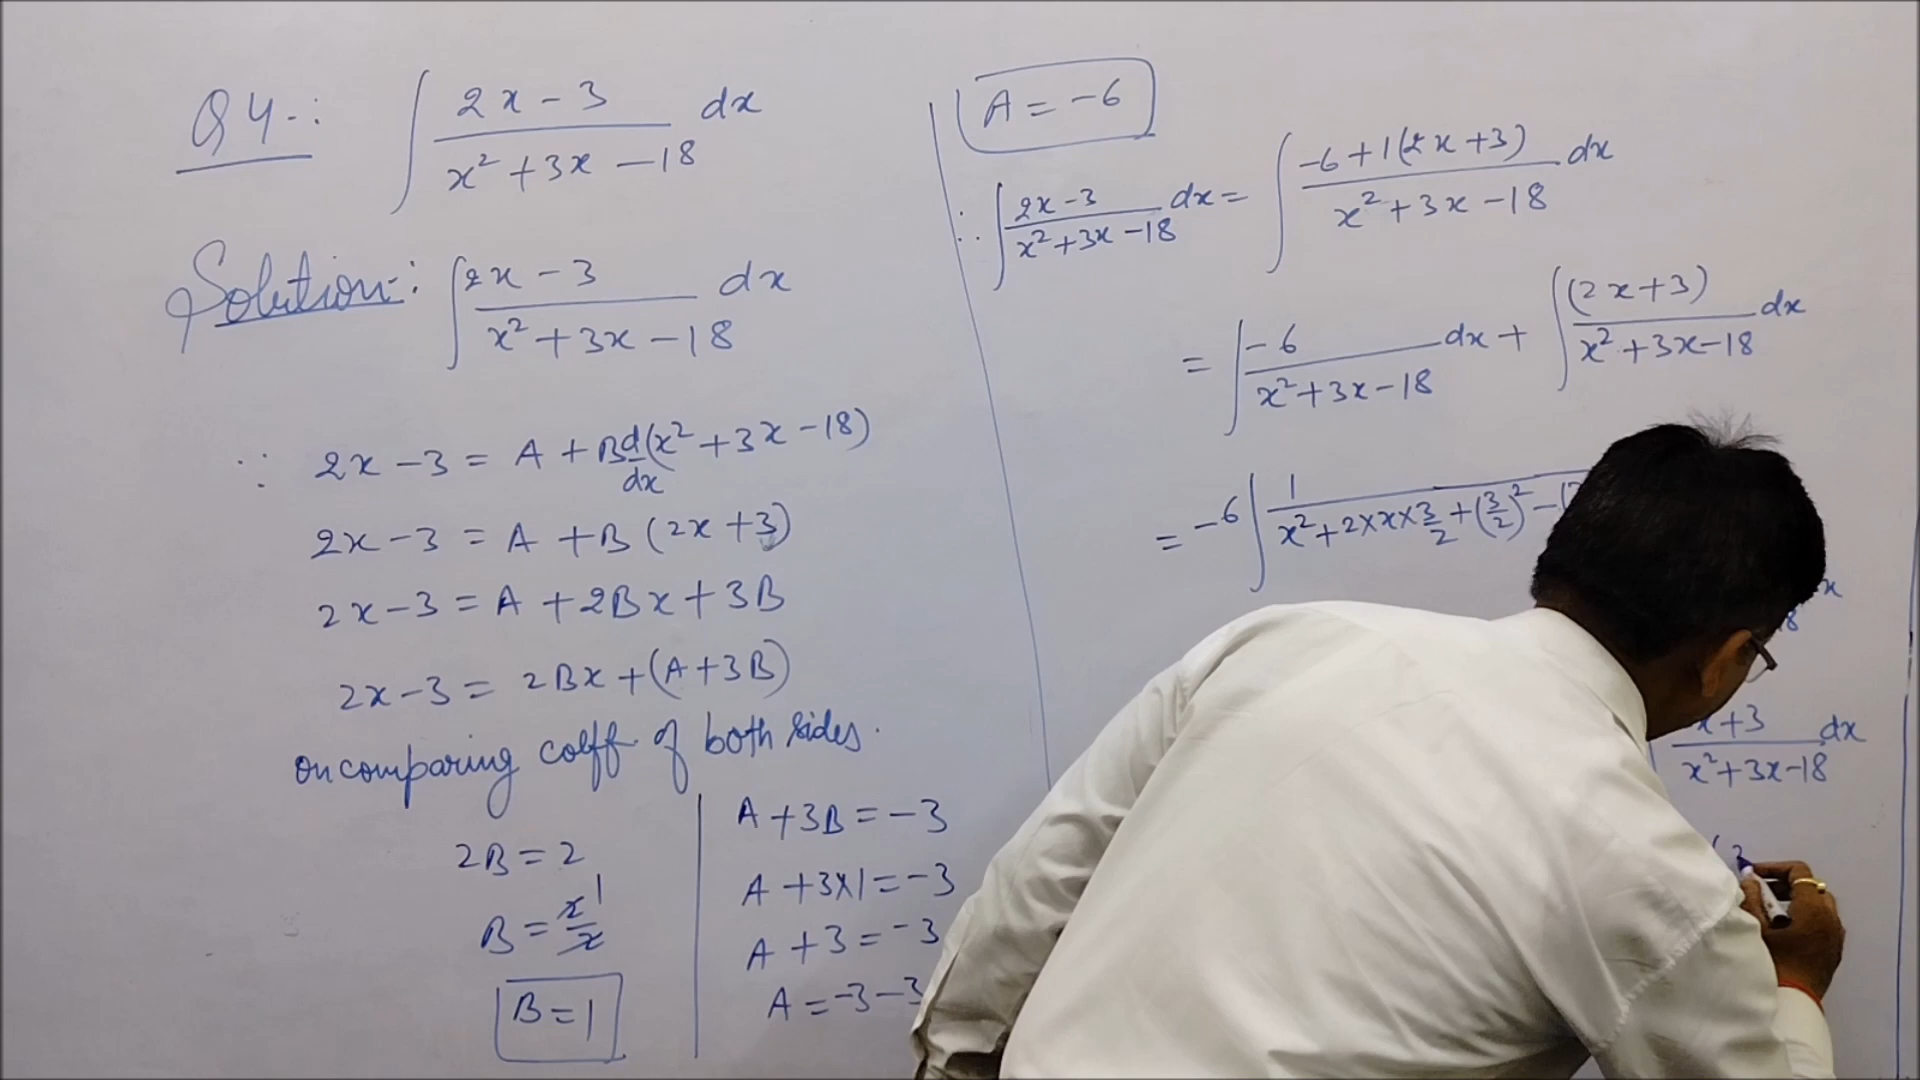 Q4-: ∫ (2x-3)/(x²+3x-18) dx
Solution: ∫ (2x-3)/(x²+3x-18) dx
∵ 2x-3 = A + B d/dx (x²+3x-18)
2x-3 = A + B(2x+3)
2x-3 = A + 2Bx + 3B
2x-3 = 2Bx + (A+3B)
on comparing coeff of both sides.
2B = 2
B = 2/2 1
B = 1
A + 3B = -3
A + 3×1 = -3
A + 3 = -3
A = -3-3
A = -6
∴ ∫ (2x-3)/(x²+3x-18) dx = ∫ (-6+1(2x+3))/(x²+3x-18) dx
= ∫ -6/(x²+3x-18) dx + ∫ (2x+3)/(x²+3x-18) dx
= -6 ∫ 1/(x²+2×x×3/2+(3/2)²-
x+3/(x²+3x-18) dx